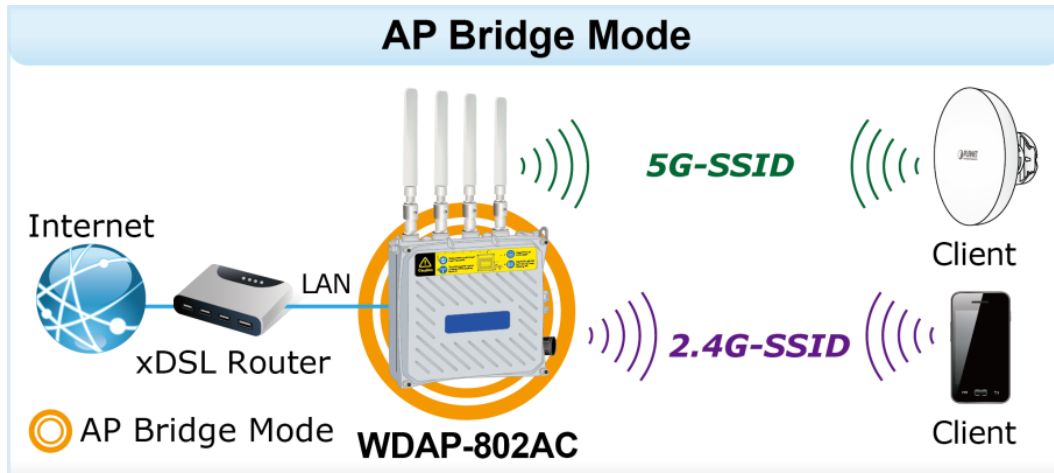 AP Bridge Mode
Internet
LAN
xDSL Router
5G-SSID
Client
2.4G-SSID
Client
AP Bridge Mode
WDAP-802AC
PLANET